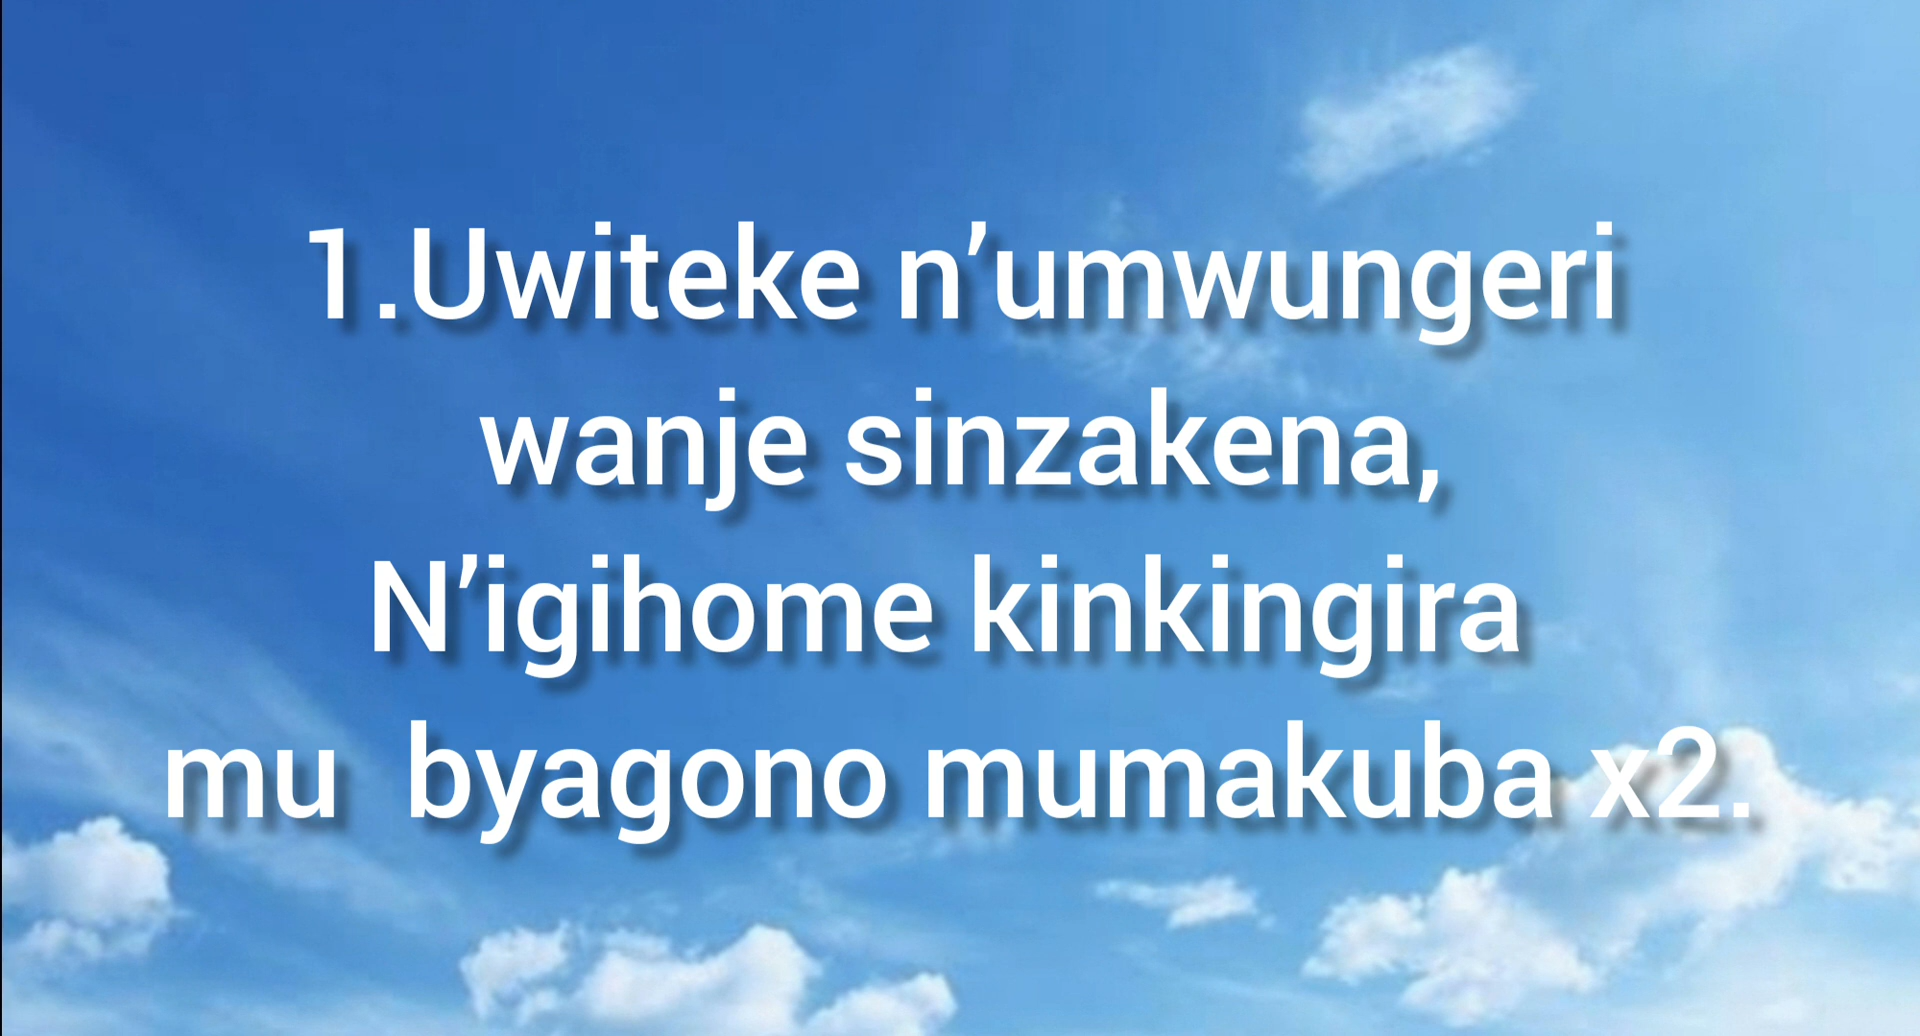 1.Uwiteke n’umwungeri
wanje sinzakena,
N’igihome kinkingira
mu  byagono mumakuba x2.